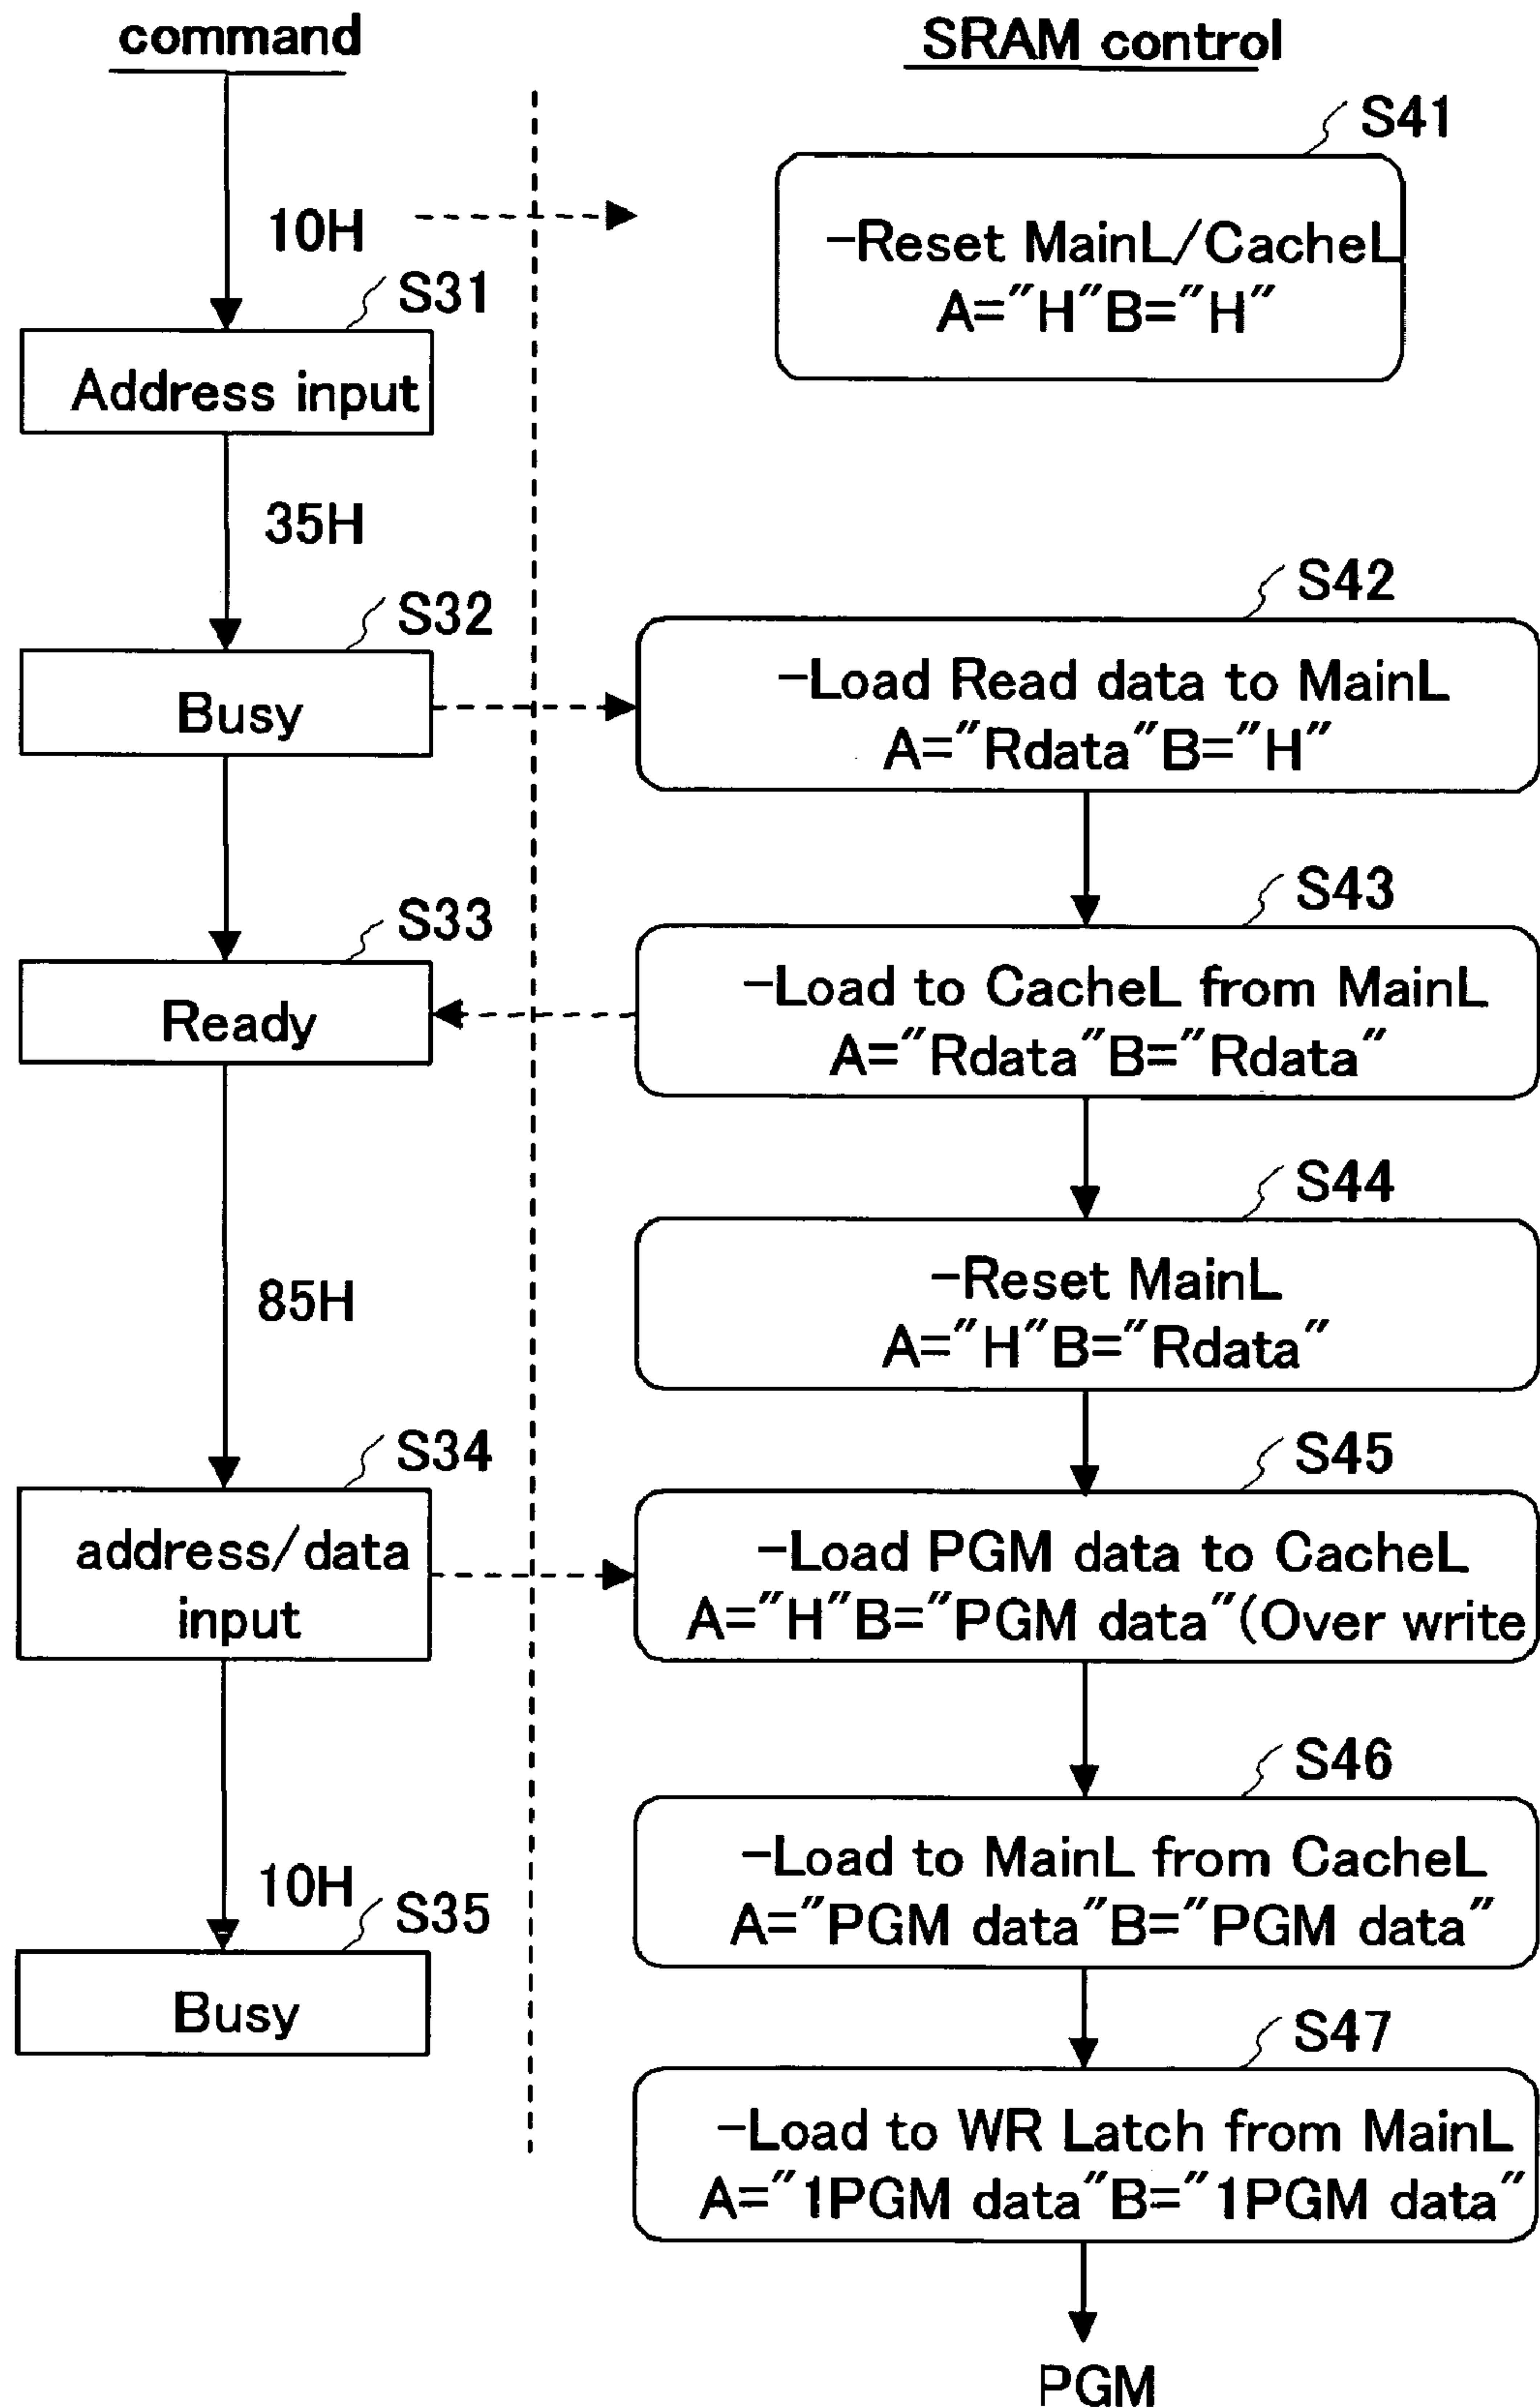 command
10H
S31
Address input
35H
S32
Busy
S33
Ready
85H
S34
address/data
input
10H
S35
Busy
SRAM control
S41
-Reset MainL/CacheL
A="H"B="H"
S42
-Load Read data to MainL
A="Rdata"B="H"
S43
-Load to CacheL from MainL
A="Rdata"B="Rdata"
S44
-Reset MainL
A="H"B="Rdata"
S45
-Load PGM data to CacheL
A="H"B="PGM data"(Over write
S46
-Load to MainL from CacheL
A="PGM data"B="PGM data"
S47
-Load to WR Latch from MainL
A="1PGM data"B="1PGM data"
PGM